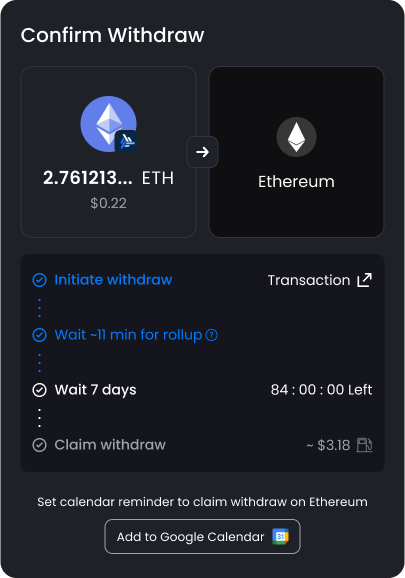 Confirm Withdraw
2.761213... ETH
$0.22
Ethereum
Initiate withdraw Transaction
Wait ~11 min for rollup
Wait 7 days 84 : 00 : 00 Left
Claim withdraw ~ $3.18
Set calendar reminder to claim withdraw on Ethereum
Add to Google Calendar 31